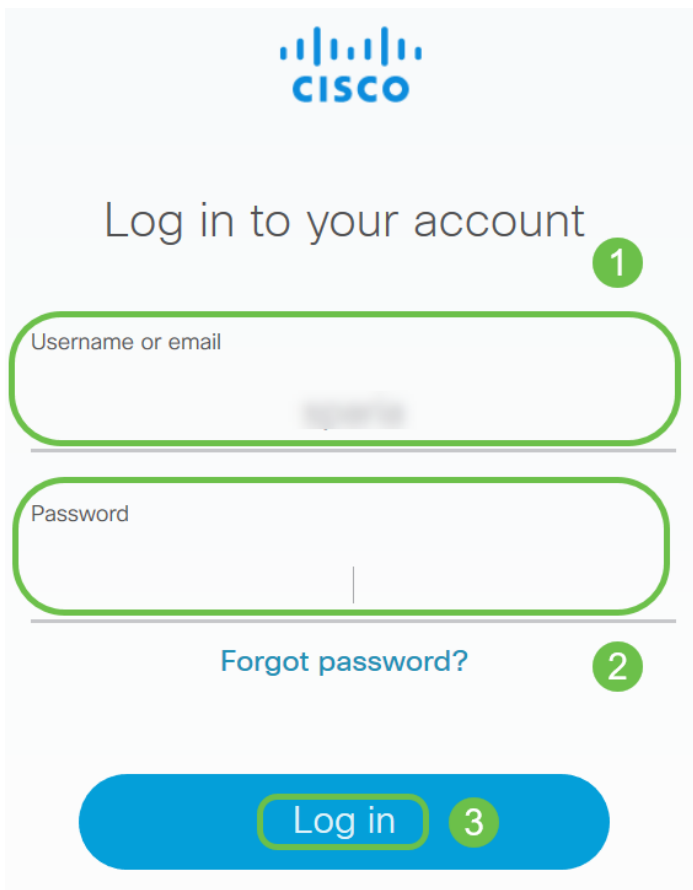 CISCO
Log in to your account
1
Username or email
Password
Forgot password?
2
Log in
3